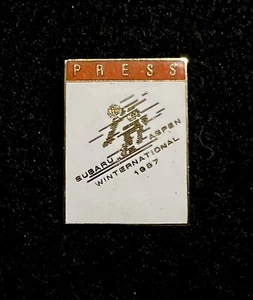 PRESS
SUBARU ASPEN
WINTERNATIONAL
1987